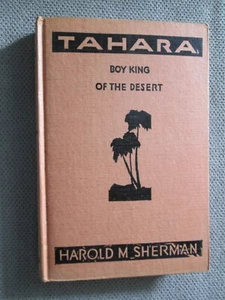 TAHARA
BOY KING
OF THE DESERT
HAROLD M. SHERMAN